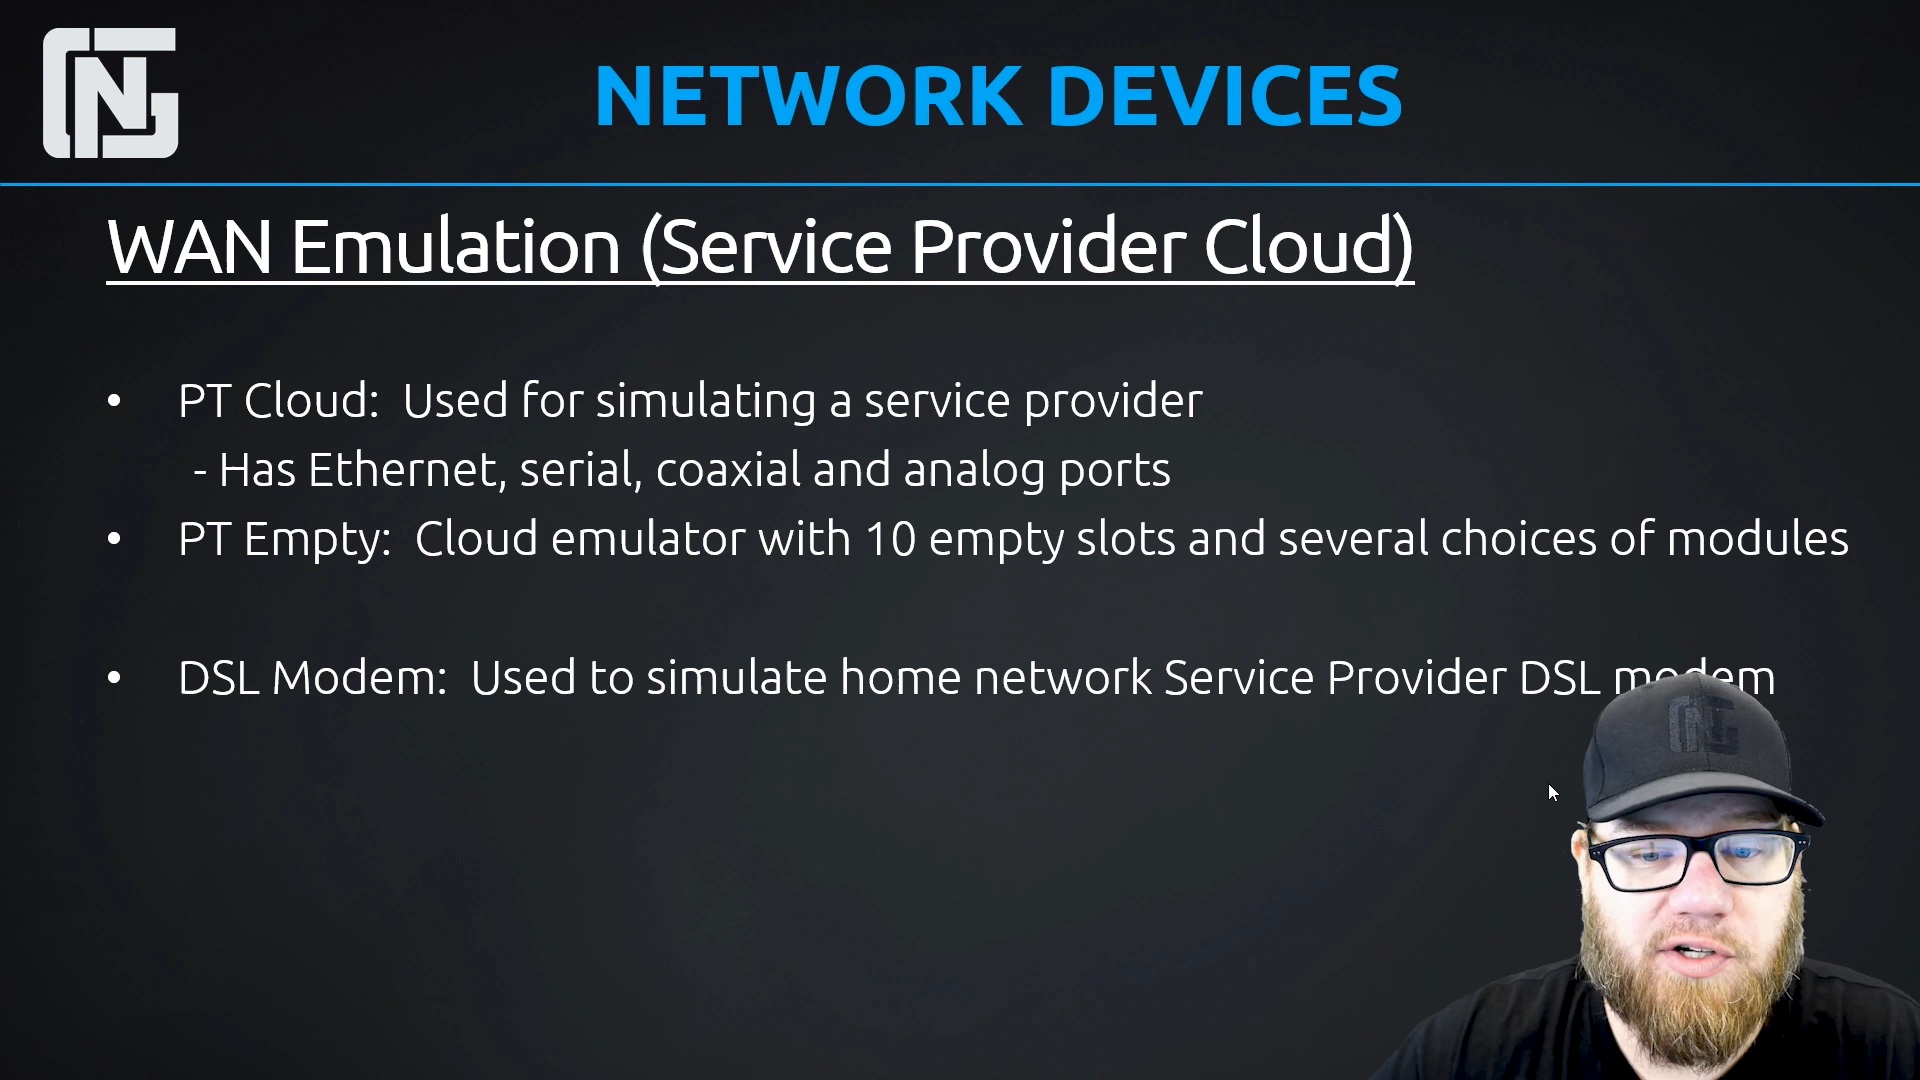 NETWORK DEVICES
WAN Emulation (Service Provider Cloud)
• PT Cloud: Used for simulating a service provider
- Has Ethernet, serial, coaxial and analog ports
• PT Empty: Cloud emulator with 10 empty slots and several choices of modules
• DSL Modem: Used to simulate home network Service Provider DSL modem